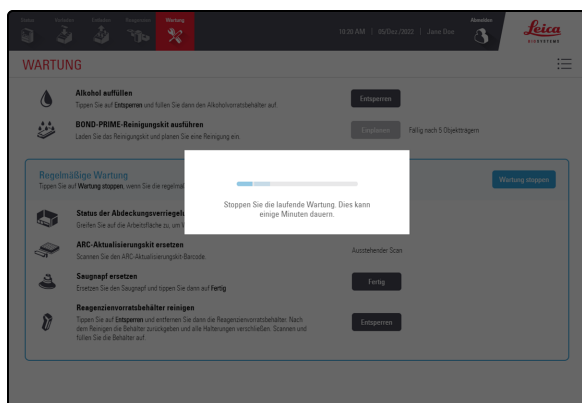 Wartung
10:20 AM | 05/Dez./2022 | Jane Doe
Abmelden
Leica
BIOSYSTEMS
WARTUNG
Alkohol auffüllen
Tippen Sie auf Entsperren und füllen Sie dann den Alkoholvorratsbehälter auf.
Entsperren
BOND-PRIME-Reinigungskit ausführen
Laden Sie das Reinigungskit und planen Sie eine Reinigung ein.
Einplanen
Fällig nach 5 Objektträgern
Regelmäßige Wartung
Tippen Sie auf Wartung stoppen, wenn Sie die regelmäß
Wartung stoppen
Stoppen Sie die laufende Wartung. Dies kann
einige Minuten dauern.
Status der Abdeckungsverriegelu
Greifen Sie auf die Arbeitsfläche zu, um
ARC-Aktualisierungskit ersetzen
Scannen Sie den ARC-Aktualisierungskit-Barcode.
Ausstehender Scan
Saugnapf ersetzen
Ersetzen Sie den Saugnapf und tippen Sie dann auf Fertig
Fertig
Reagenzienvorratsbehälter reinigen
Tippen Sie auf Entsperren und entfernen Sie dann die Reagenzienvorratsbehälter. Nach
dem Reinigen die Behälter zurückgeben und alle Halterungen verschließen. Scannen und
füllen Sie die Behälter auf.
Entsperren